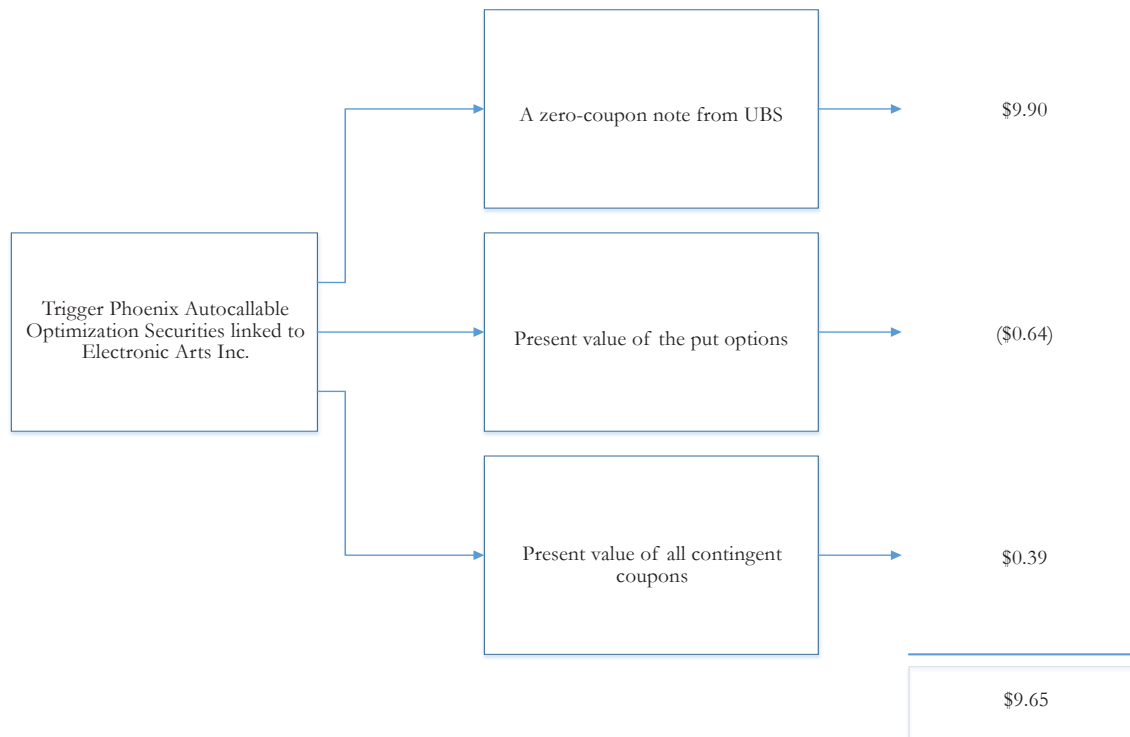 A zero-coupon note from UBS
$9.90
Trigger Phoenix Autocallable
Optimization Securities linked to
Electronic Arts Inc.
Present value of the put options
($0.64)
Present value of all contingent
coupons
$0.39
$9.65